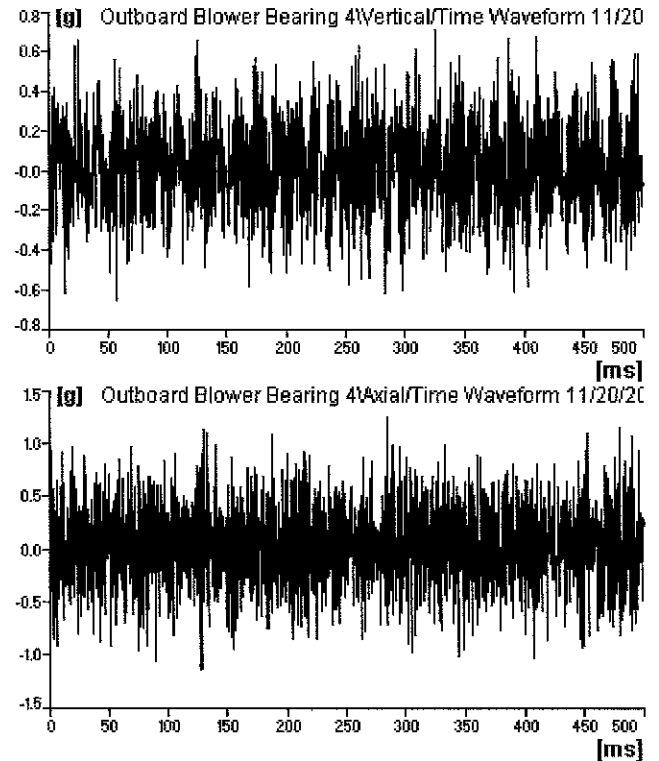 0.8 [g] Outboard Blower Bearing 4\Vertical/Time Waveform 11/20
0.6
0.4
0.2
-0.0
-0.2
-0.4
-0.6
-0.8
0 50 100 150 200 250 300 350 400 450 500
[ms]
1.5 [g] Outboard Blower Bearing 4\Axial/Time Waveform 11/20/20
1.0
0.5
0.0
-0.5
-1.0
-1.5
0 50 100 150 200 250 300 350 400 450 500
[ms]